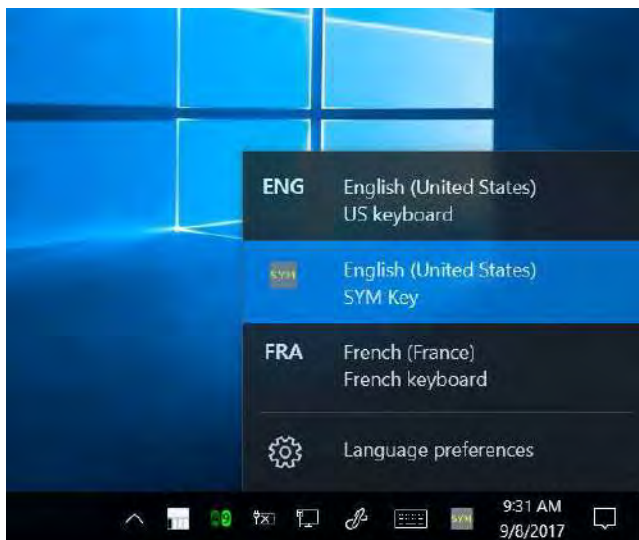 ENG English (United States)
US keyboard
SYM English (United States)
SYM Key
FRA French (France)
French keyboard
Language preferences
SYM 9:31 AM
9/8/2017